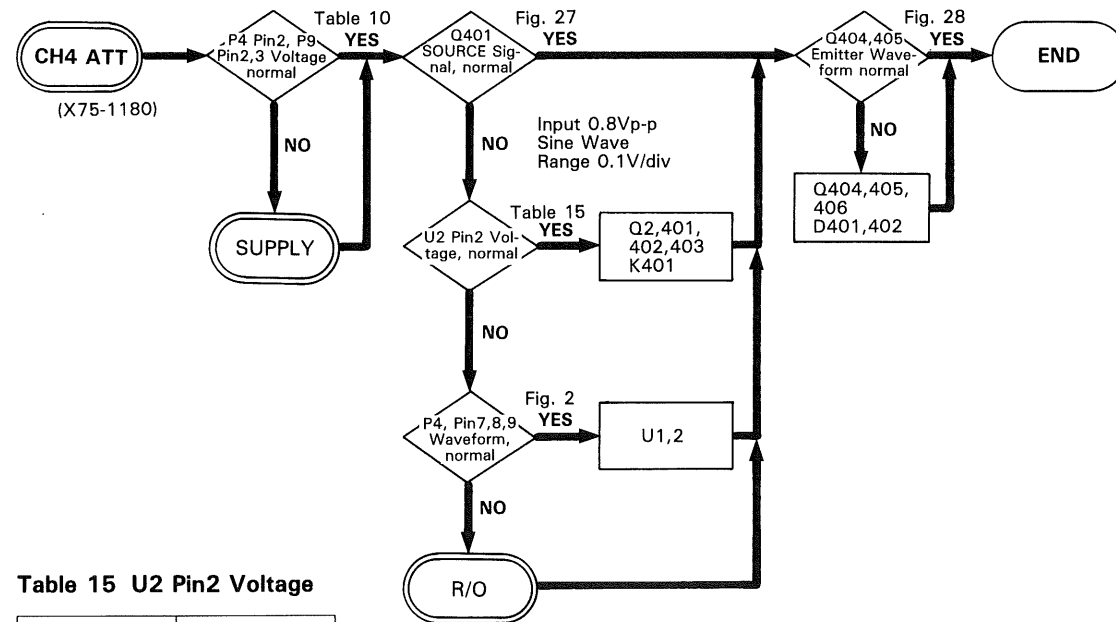 CH4 ATT
(X75-1180)
P4 Pin2, P9
Pin2,3 Voltage
normal
Table 10
YES
NO
SUPPLY
Q401
SOURCE Sig-
nal, normal
Fig. 27
YES
NO
Input 0.8Vp-p
Sine Wave
Range 0.1V/div
U2 Pin2 Vol-
tage, normal
Table 15
YES
Q2,401,
402,403
K401
NO
P4, Pin7,8,9
Waveform,
normal
Fig. 2
YES
U1,2
NO
R/O
Q404,405
Emitter Wave-
form normal
Fig. 28
YES
NO
Q404,405,
406
D401,402
END
Table 15 U2 Pin2 Voltage